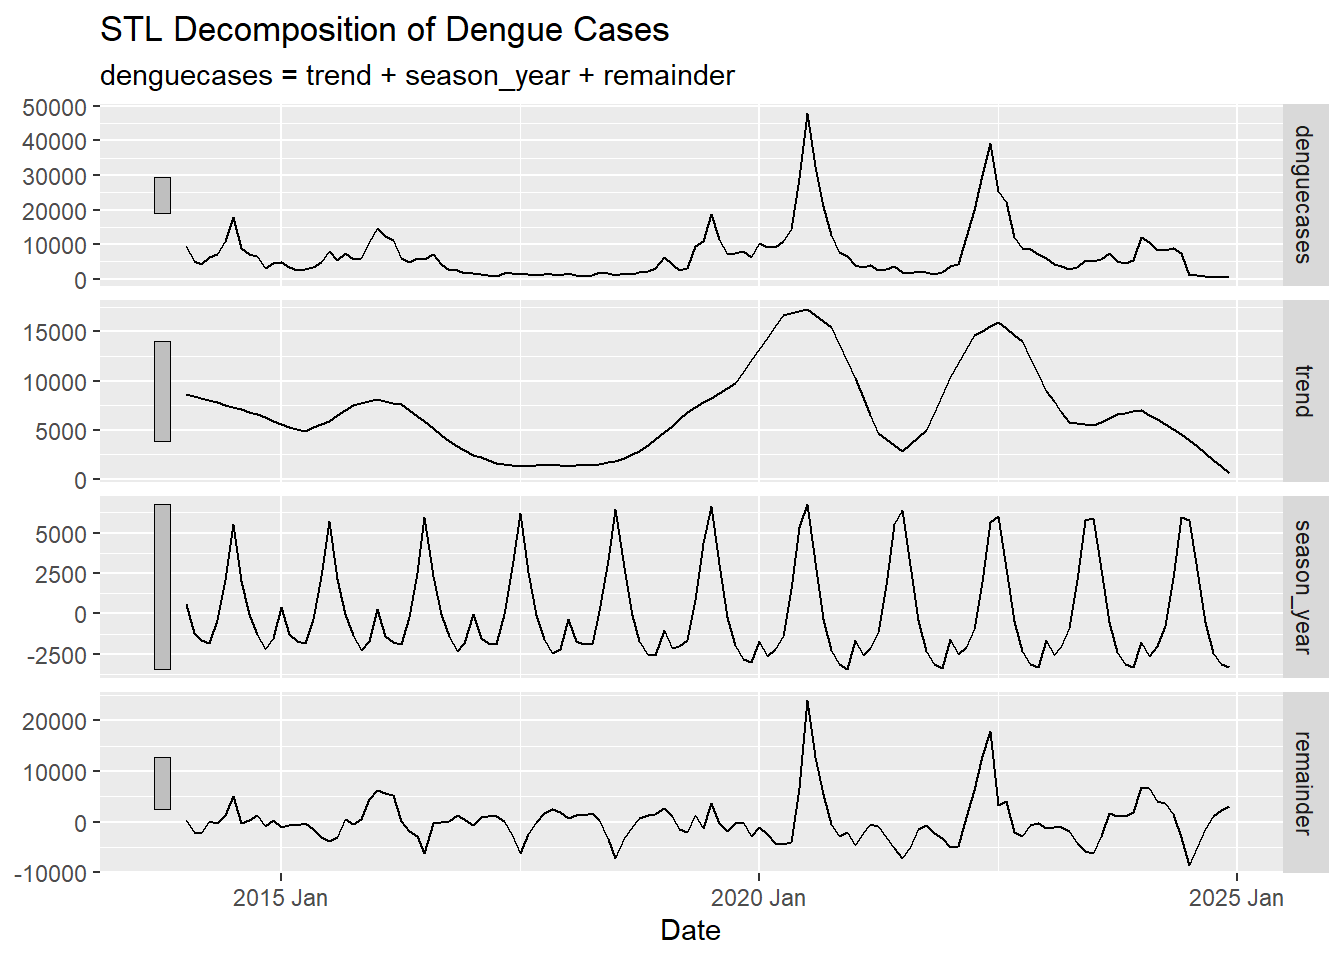 STL Decomposition of Dengue Cases
denguecases = trend + season_year + remainder
50000
40000
30000
20000
10000
0
denguecases
15000
10000
5000
0
trend
5000
2500
0
-2500
season_year
20000
10000
0
-10000
remainder
2015 Jan
2020 Jan
2025 Jan
Date